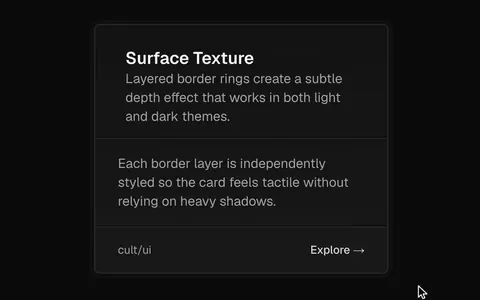 Surface Texture
Layered border rings create a subtle
depth effect that works in both light
and dark themes.
Each border layer is independently
styled so the card feels tactile without
relying on heavy shadows.
cult/ui
Explore →